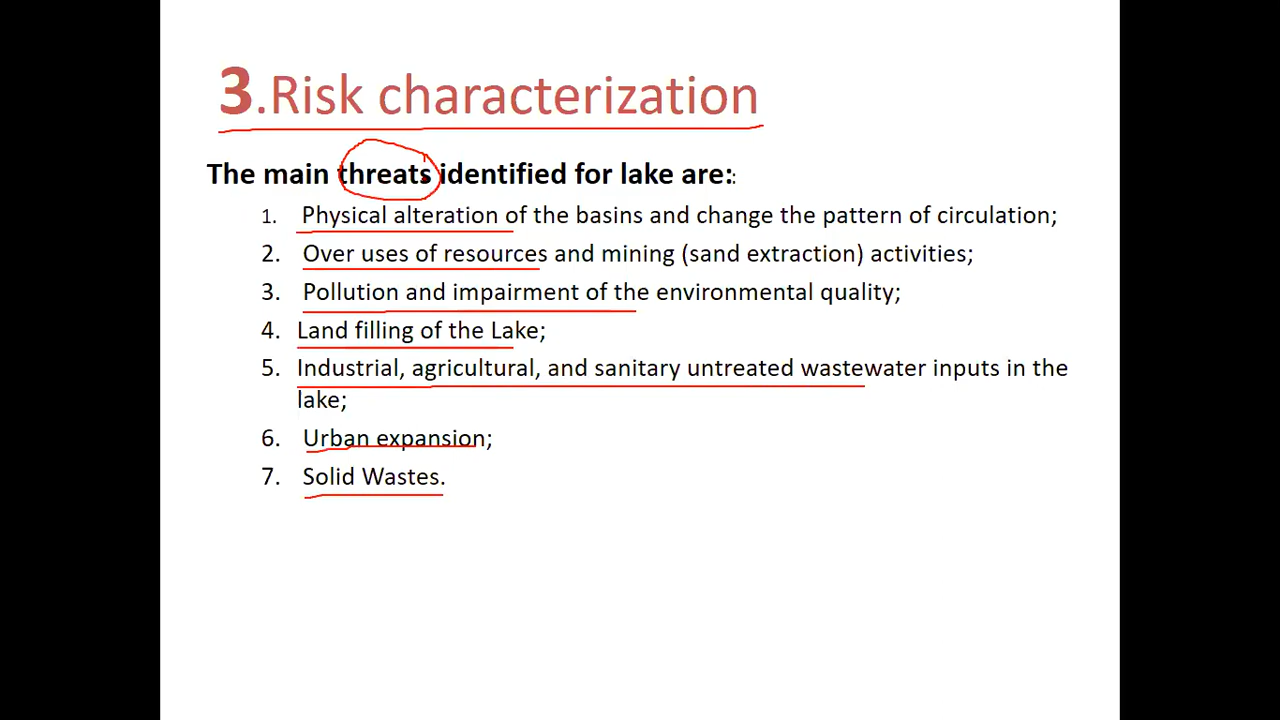 3.Risk characterization
The main threats identified for lake are:
1. Physical alteration of the basins and change the pattern of circulation;
2. Over uses of resources and mining (sand extraction) activities;
3. Pollution and impairment of the environmental quality;
4. Land filling of the Lake;
5. Industrial, agricultural, and sanitary untreated wastewater inputs in the
lake;
6. Urban expansion;
7. Solid Wastes.